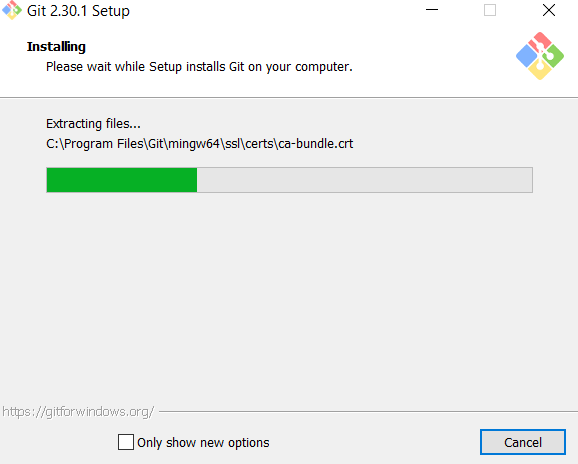 Git 2.30.1 Setup
Installing
Please wait while Setup installs Git on your computer.
Extracting files...
C:\Program Files\Git\mingw64\ssl\certs\ca-bundle.crt
https://gitforwindows.org/
Only show new options
Cancel